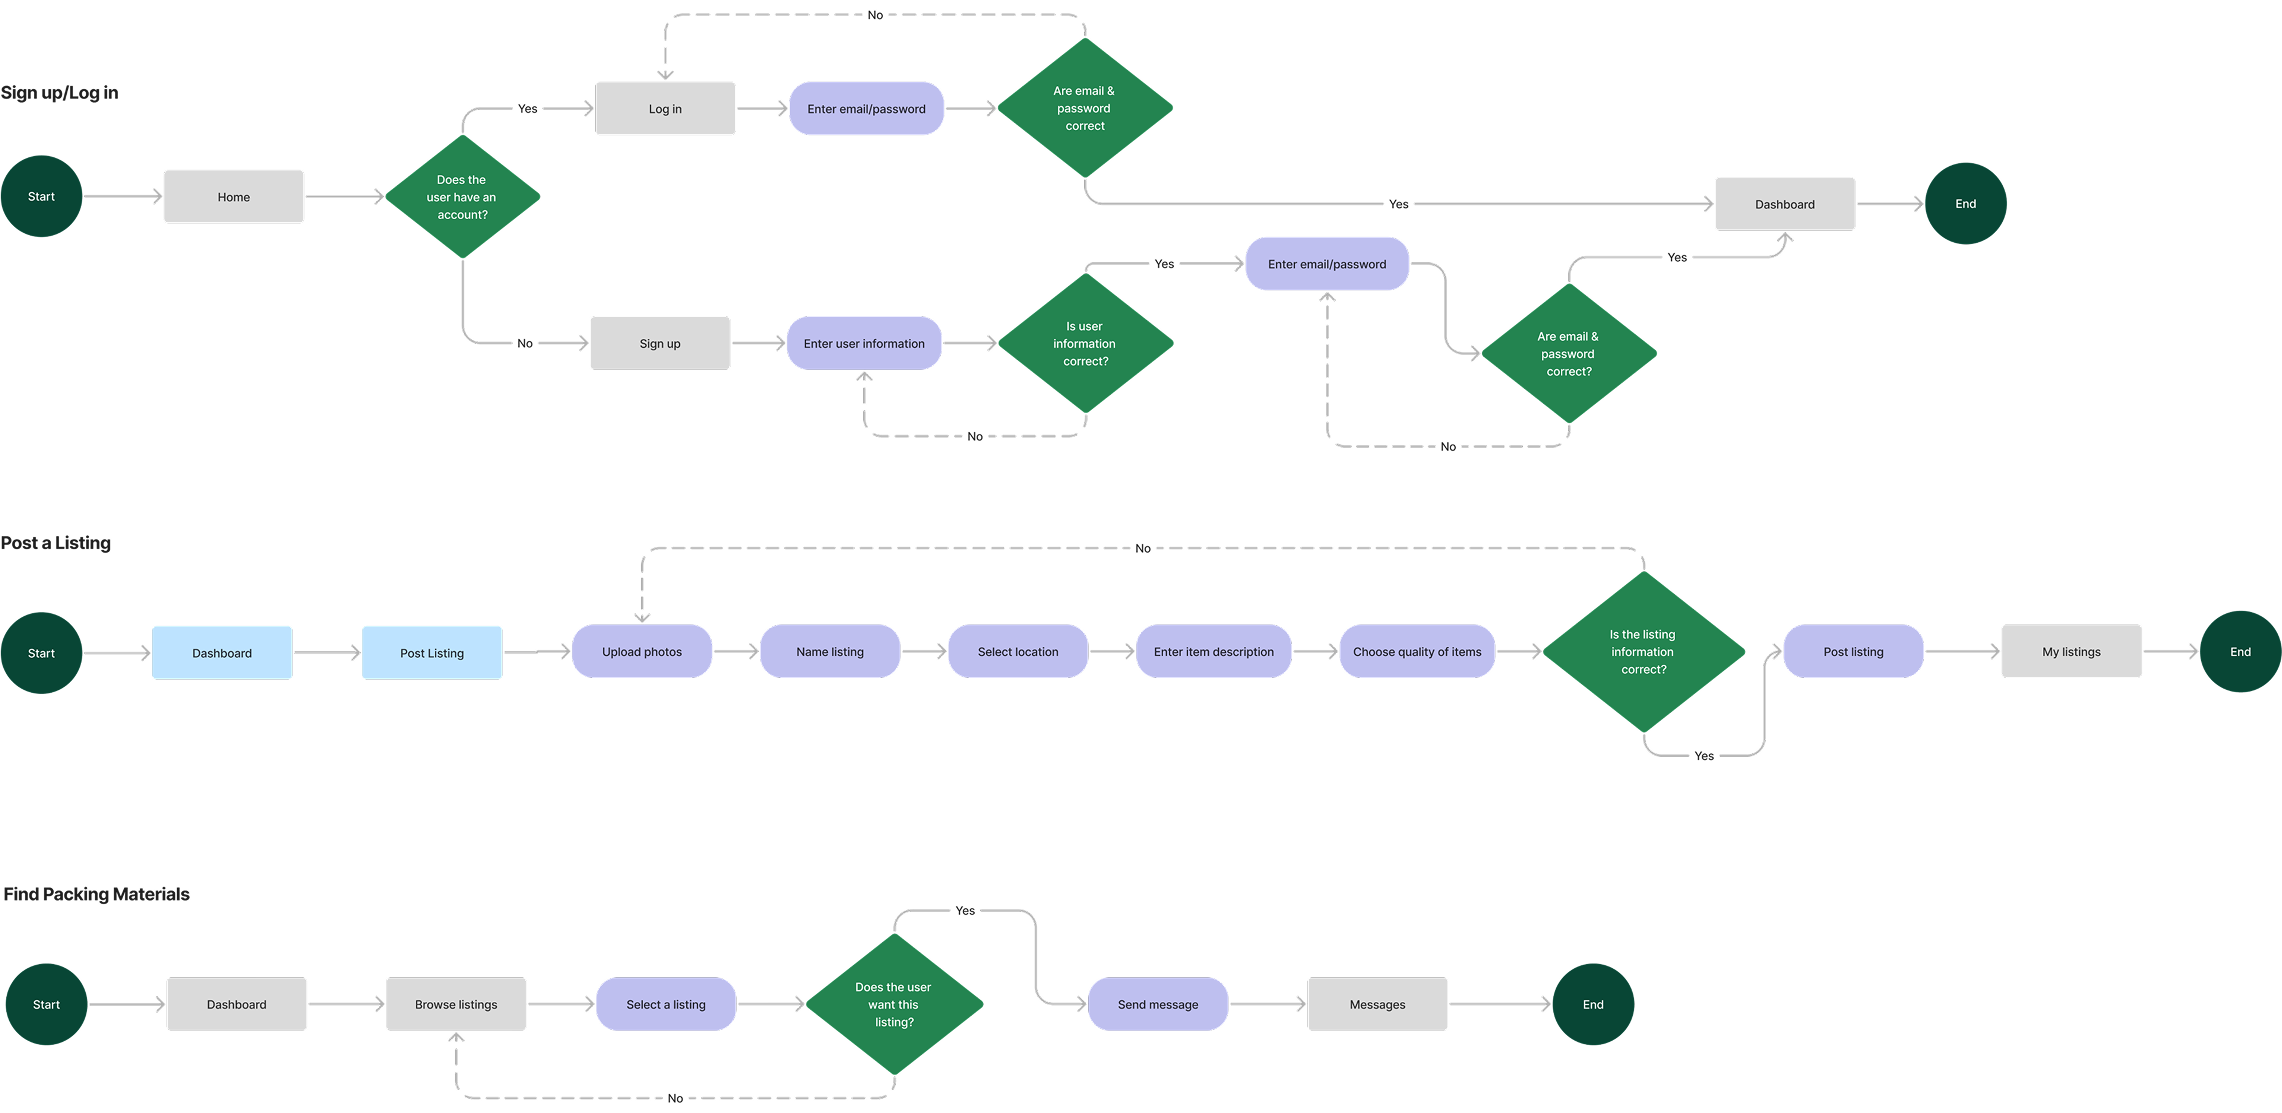 Sign up/Log in
No
Yes
Log in
Enter email/password
Are email &
password
correct
Start
Home
Does the
user have an
account?
Yes
Dashboard
End
No
Sign up
Enter user information
Is user
information
correct?
Yes
Enter email/password
Are email &
password
correct?
Yes
No
No
Post a Listing
No
Start
Dashboard
Post Listing
Upload photos
Name listing
Select location
Enter item description
Choose quality of items
Is the listing
information
correct?
Yes
Post listing
My listings
End
Find Packing Materials
Start
Dashboard
Browse listings
Select a listing
Does the user
want this
listing?
Yes
Send message
Messages
End
No